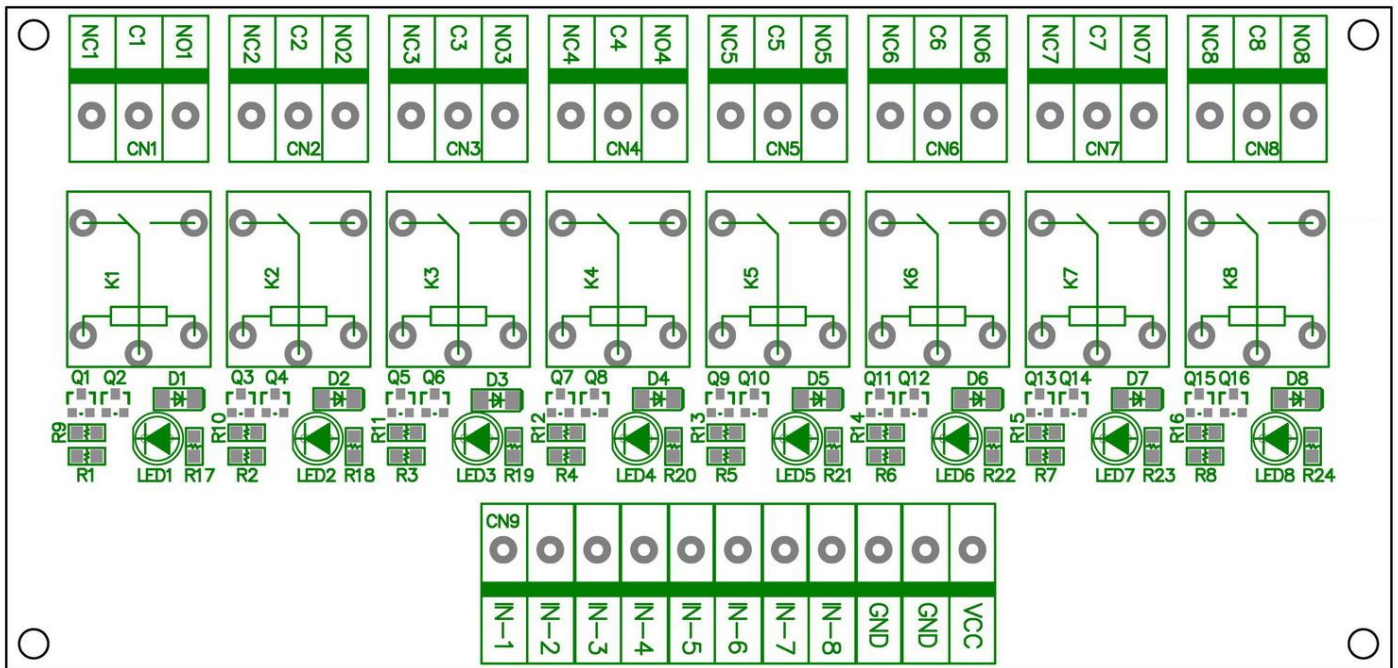 NC1 C1 NO1 NC2 C2 NO2 NC3 C3 NO3 NC4 C4 NO4 NC5 C5 NO5 NC6 C6 NO6 NC7 C7 NO7 NC8 C8 NO8
CN1 CN2 CN3 CN4 CN5 CN6 CN7 CN8
K1 K2 K3 K4 K5 K6 K7 K8
Q1 Q2 D1 Q3 Q4 D2 Q5 Q6 D3 Q7 Q8 D4 Q9 Q10 D5 Q11 Q12 D6 Q13 Q14 D7 Q15 Q16 D8
R9 R10 R11 R12 R13 R14 R15 R16
R1 LED1 R17 R2 LED2 R18 R3 LED3 R19 R4 LED4 R20 R5 LED5 R21 R6 LED6 R22 R7 LED7 R23 R8 LED8 R24
CN9
IN-1 IN-2 IN-3 IN-4 IN-5 IN-6 IN-7 IN-8 GND GND VCC